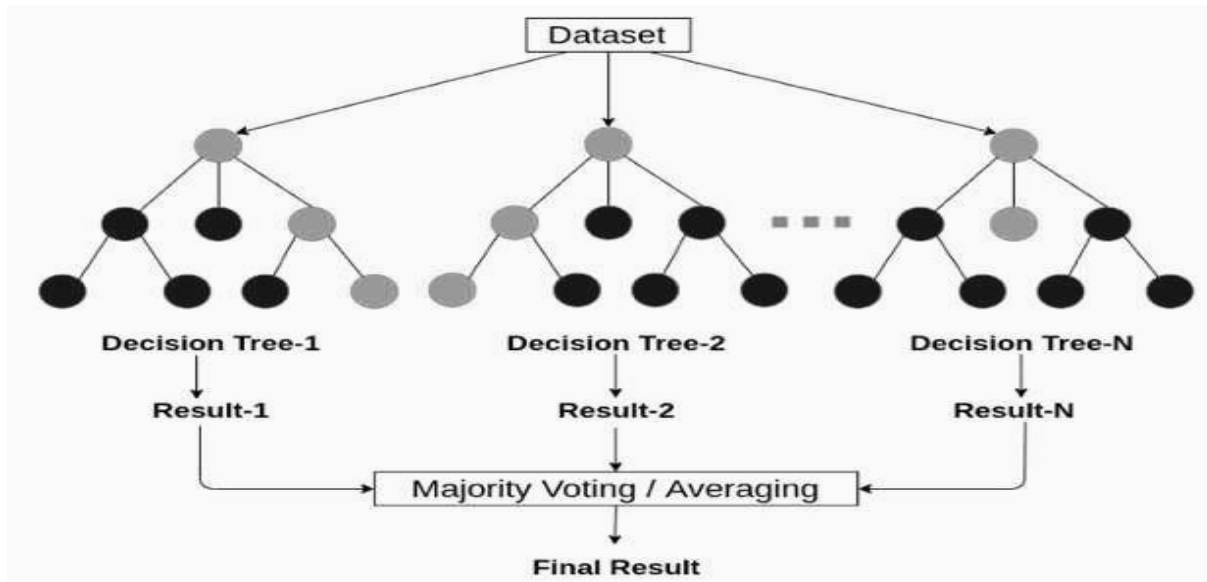 Dataset
Decision Tree-1
Decision Tree-2
Decision Tree-N
Result-1
Result-2
Result-N
Majority Voting / Averaging
Final Result